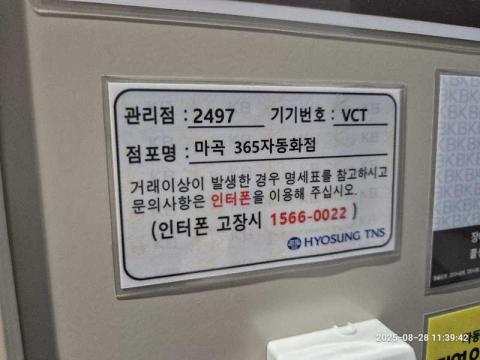 관리점 : 2497 기기번호 : VCT
점포명 : 마곡 365자동화점
거래이상이 발생한 경우 명세표를 참고하시고
문의사항은 인터폰을 이용해 주십시오.
(인터폰 고장시 1566-0022)
HYOSUNG TNS
2025-08-28 11:39:42